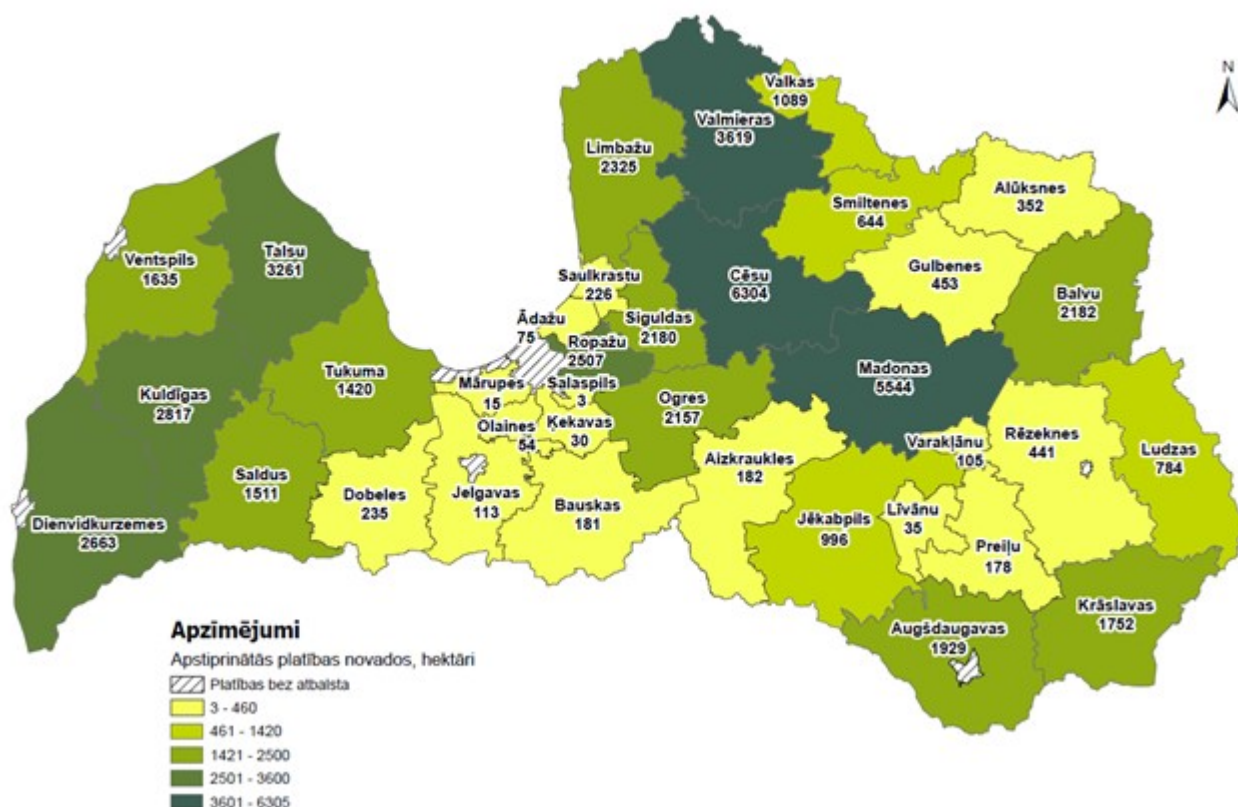 N
Valkas
1089
Valmieras
3619
Limbažu
2325
Alūksnes
352
Smiltenes
644
Ventspils
1635
Talsu
3261
Gulbenes
453
Cēsu
6304
Saulkrastu
226
Balvu
2182
Ādažu
75
Siguldas
2180
Ropažu
2507
Tukuma
1420
Madonas
5544
Kuldīgas
2817
Mārupes
15
Salaspils
3
Ogres
2157
Olaines
54
Ķekavas
30
Varakļānu
105
Rēzeknes
441
Ludzas
784
Aizkraukles
182
Saldus
1511
Dobeles
235
Jelgavas
113
Bauskas
181
Līvānu
35
Jēkabpils
996
Dienvidkurzemes
2663
Preiļu
178
Krāslavas
1752
Augšdaugavas
1929
Apzīmējumi
Apstiprinātās platības novados, hektāri
Platības bez atbalsta
3 - 460
461 - 1420
1421 - 2500
2501 - 3600
3601 - 6305